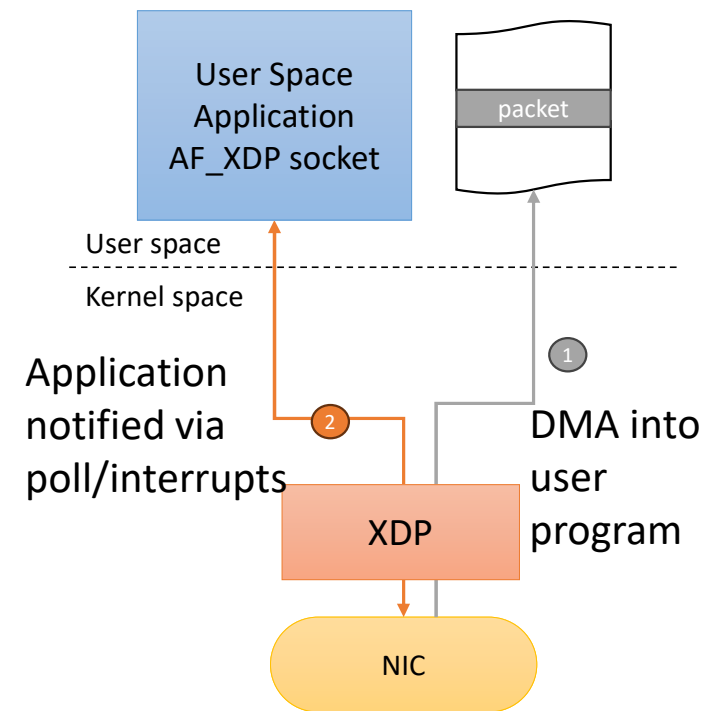 User Space
Application
AF_XDP socket
packet
User space
Kernel space
1
Application
notified via
poll/interrupts
2
DMA into
user
program
XDP
NIC